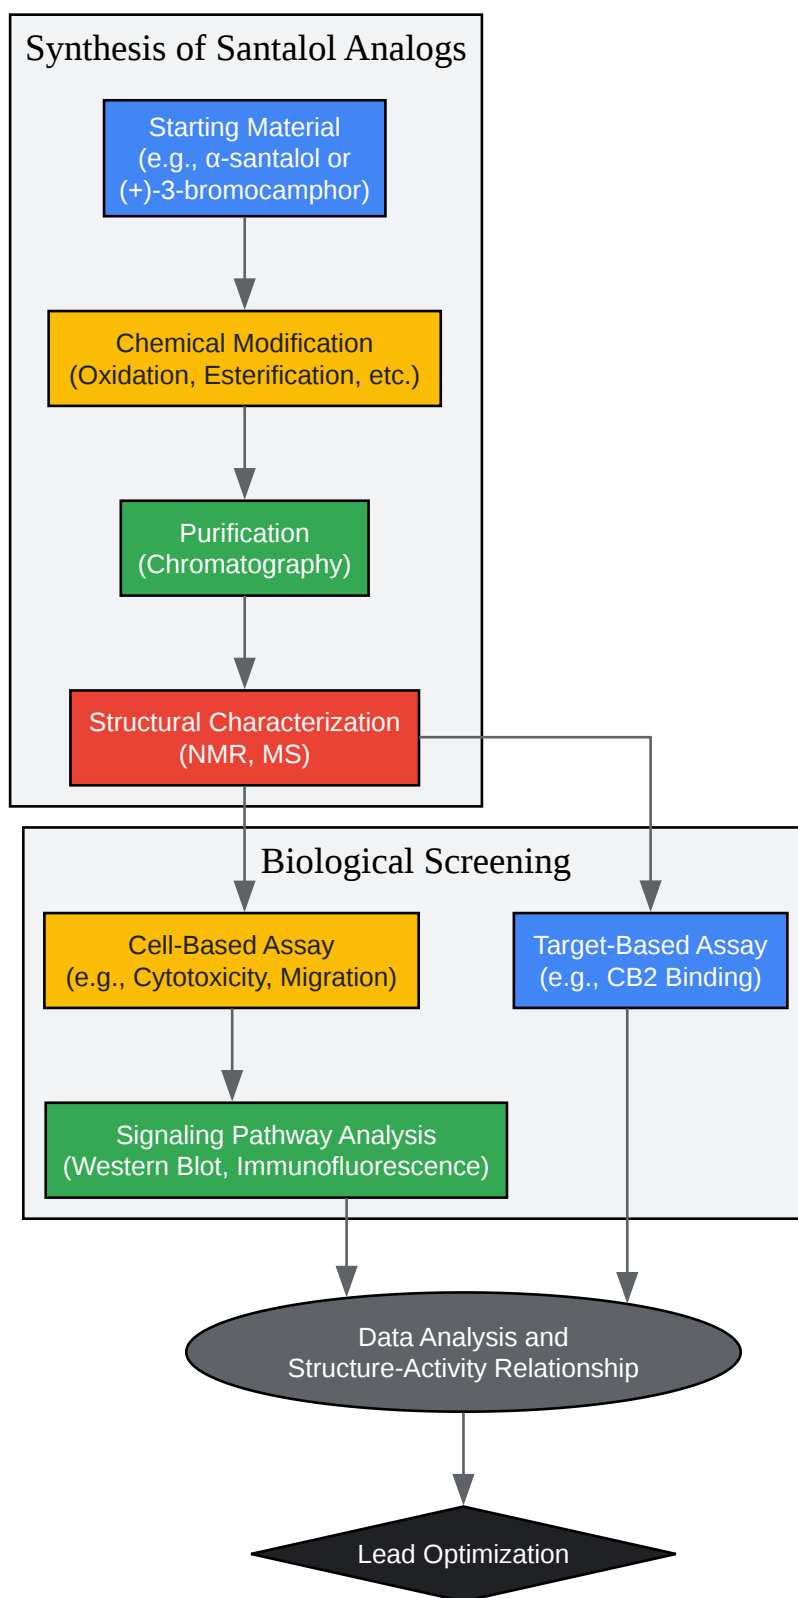 Synthesis of Santalol Analogs
Starting Material
(e.g., α-santalol or
(+)-3-bromocamphor)
Chemical Modification
(Oxidation, Esterification, etc.)
Purification
(Chromatography)
Structural Characterization
(NMR, MS)
Biological Screening
Cell-Based Assay
(e.g., Cytotoxicity, Migration)
Target-Based Assay
(e.g., CB2 Binding)
Signaling Pathway Analysis
(Western Blot, Immunofluorescence)
Data Analysis and
Structure-Activity Relationship
Lead Optimization